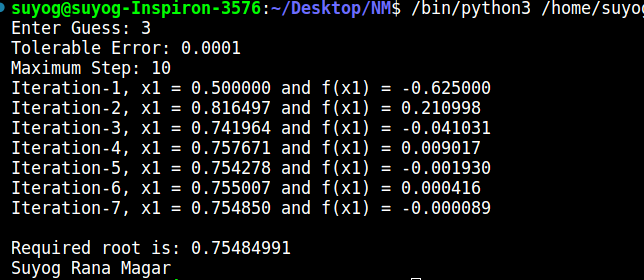 suyog@suyog-Inspiron-3576:~/Desktop/NM$ /bin/python3 /home/suyog
Enter Guess: 3
Tolerable Error: 0.0001
Maximum Step: 10
Iteration-1, x1 = 0.500000 and f(x1) = -0.625000
Iteration-2, x1 = 0.816497 and f(x1) = 0.210998
Iteration-3, x1 = 0.741964 and f(x1) = -0.041031
Iteration-4, x1 = 0.757671 and f(x1) = 0.009017
Iteration-5, x1 = 0.754278 and f(x1) = -0.001930
Iteration-6, x1 = 0.755007 and f(x1) = 0.000416
Iteration-7, x1 = 0.754850 and f(x1) = -0.000089
Required root is: 0.75484991
Suyog Rana Magar